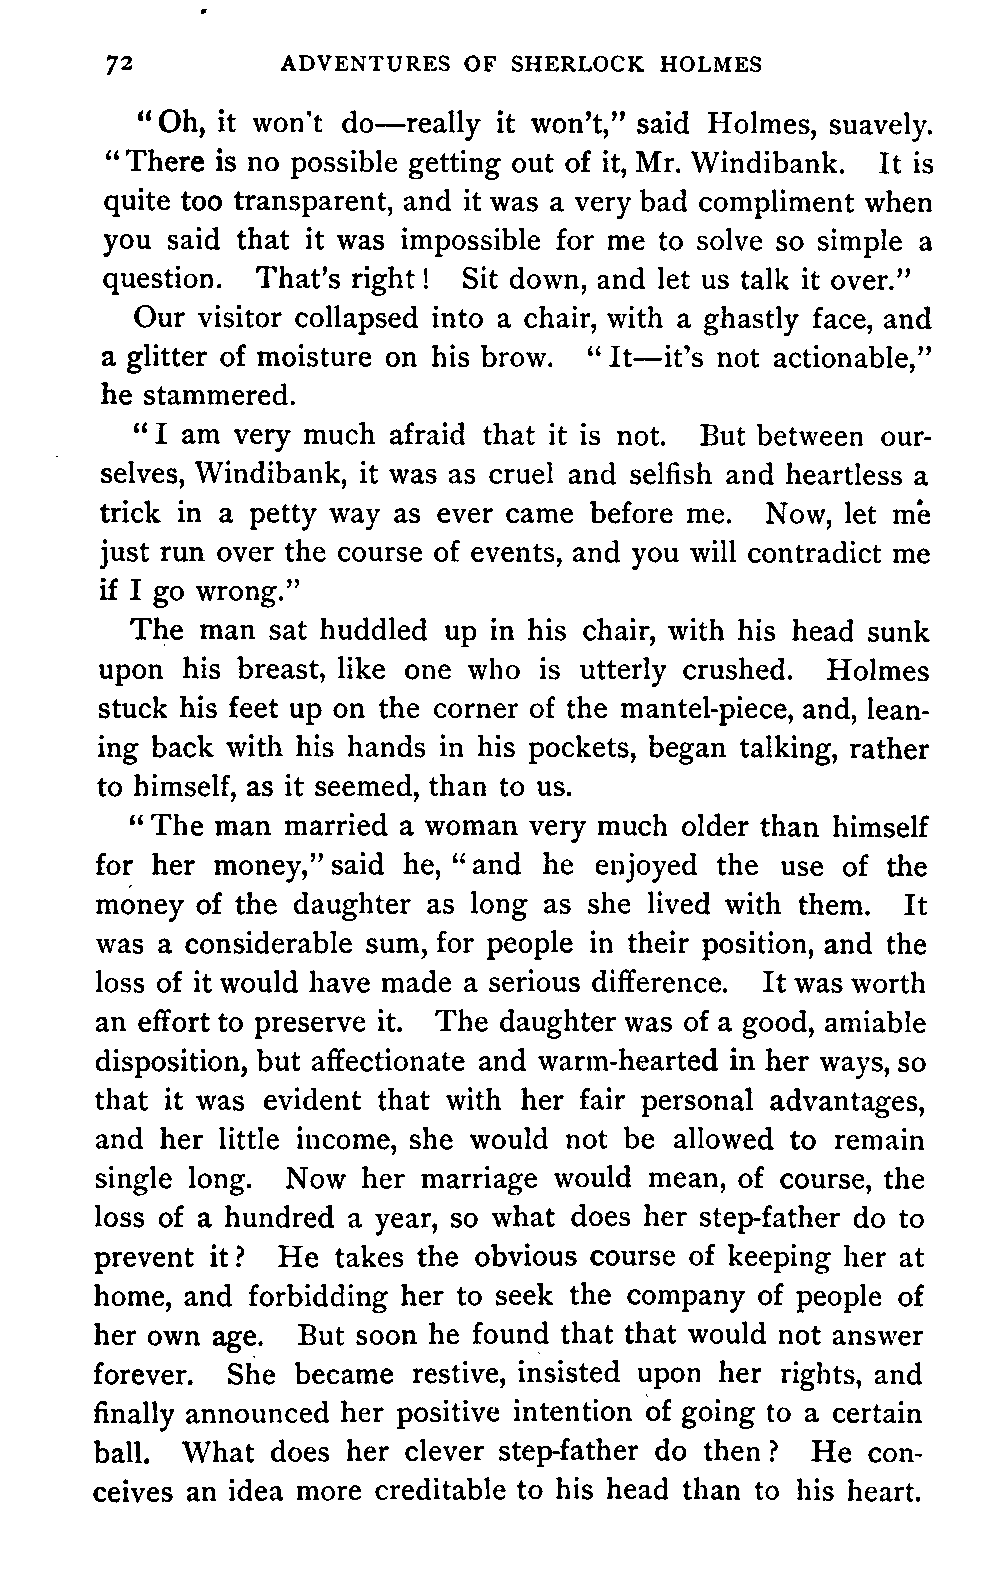 72 ADVENTURES OF SHERLOCK HOLMES
"Oh, it won't do—really it won't," said Holmes, suavely.
"There is no possible getting out of it, Mr. Windibank. It is
quite too transparent, and it was a very bad compliment when
you said that it was impossible for me to solve so simple a
question. That's right! Sit down, and let us talk it over."
Our visitor collapsed into a chair, with a ghastly face, and
a glitter of moisture on his brow. "It—it's not actionable,"
he stammered.
"I am very much afraid that it is not. But between our-
selves, Windibank, it was as cruel and selfish and heartless a
trick in a petty way as ever came before me. Now, let me
just run over the course of events, and you will contradict me
if I go wrong."
The man sat huddled up in his chair, with his head sunk
upon his breast, like one who is utterly crushed. Holmes
stuck his feet up on the corner of the mantel-piece, and, lean-
ing back with his hands in his pockets, began talking, rather
to himself, as it seemed, than to us.
"The man married a woman very much older than himself
for her money," said he, "and he enjoyed the use of the
money of the daughter as long as she lived with them. It
was a considerable sum, for people in their position, and the
loss of it would have made a serious difference. It was worth
an effort to preserve it. The daughter was of a good, amiable
disposition, but affectionate and warm-hearted in her ways, so
that it was evident that with her fair personal advantages,
and her little income, she would not be allowed to remain
single long. Now her marriage would mean, of course, the
loss of a hundred a year, so what does her step-father do to
prevent it? He takes the obvious course of keeping her at
home, and forbidding her to seek the company of people of
her own age. But soon he found that that would not answer
forever. She became restive, insisted upon her rights, and
finally announced her positive intention of going to a certain
ball. What does her clever step-father do then? He con-
ceives an idea more creditable to his head than to his heart.